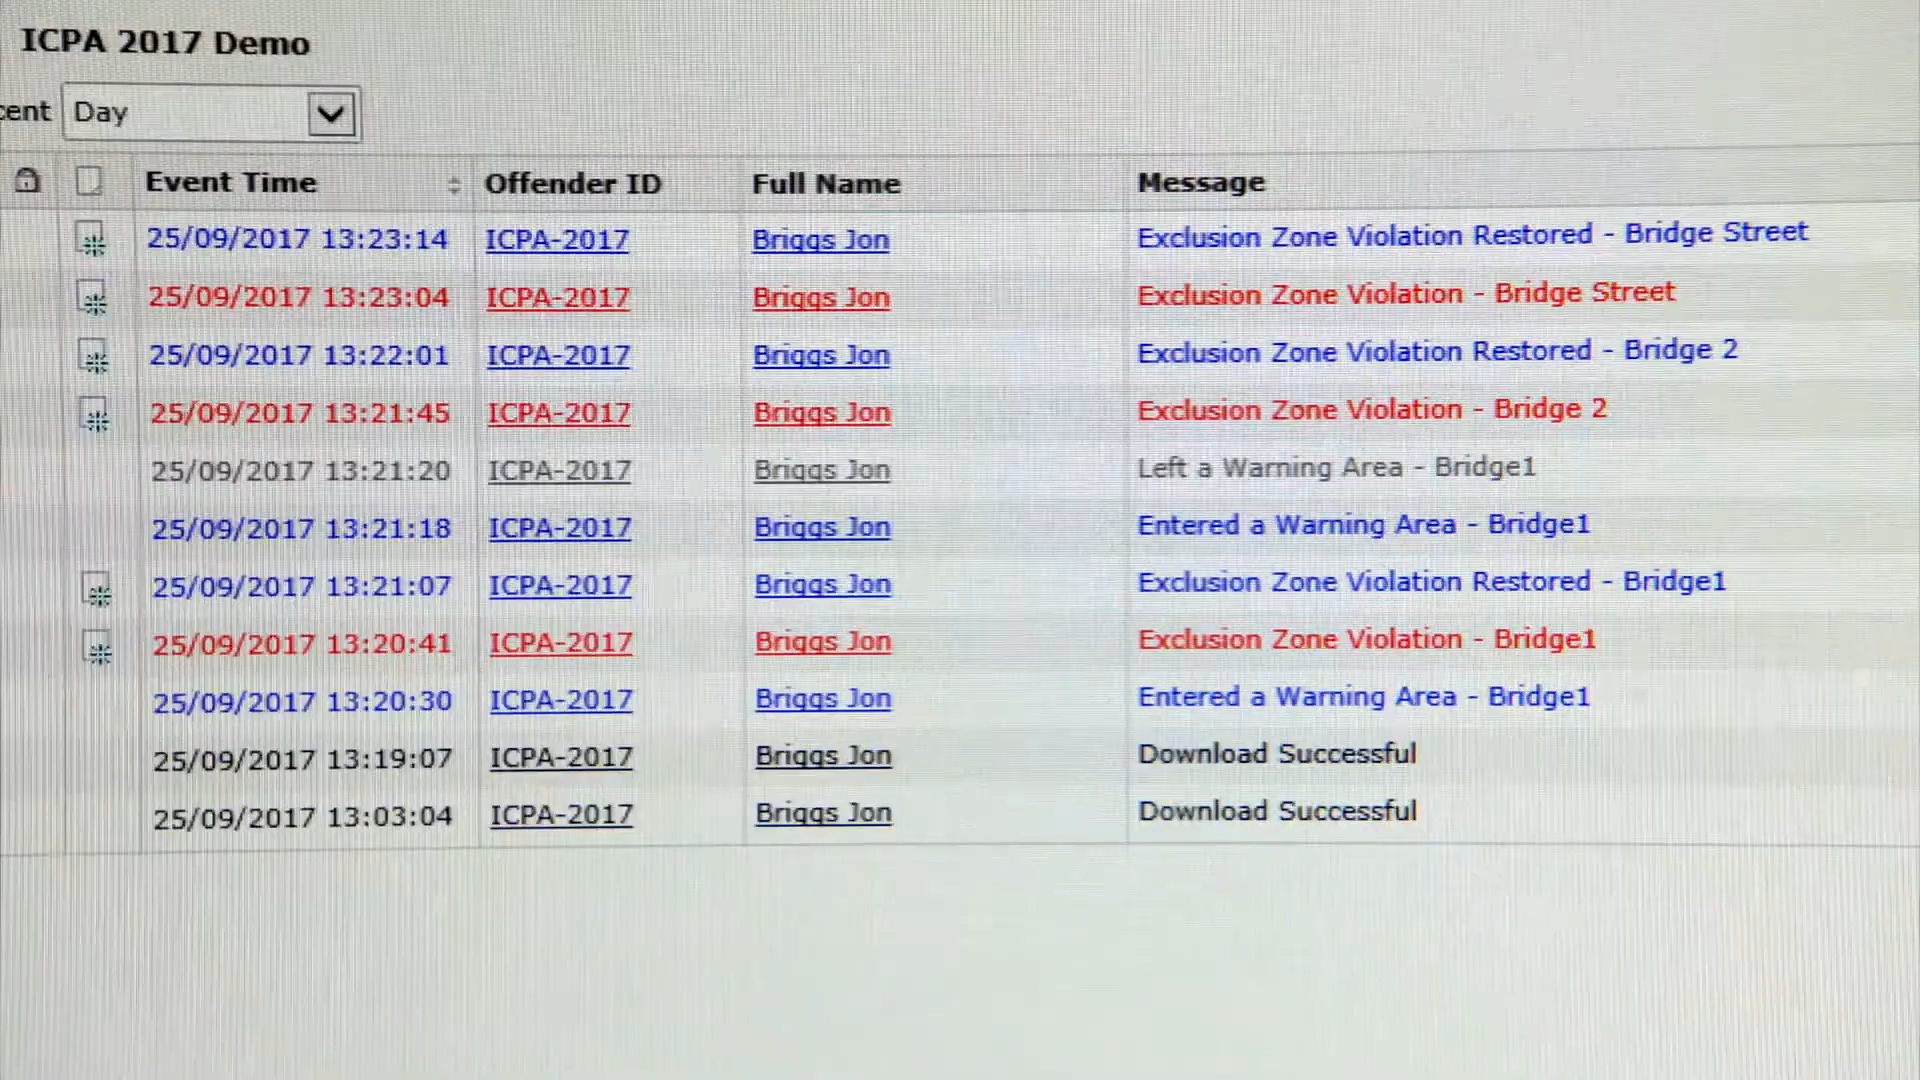 ICPA 2017 Demo
cent Day
Event Time Offender ID Full Name Message
25/09/2017 13:23:14 ICPA-2017 Briggs Jon Exclusion Zone Violation Restored - Bridge Street
25/09/2017 13:23:04 ICPA-2017 Briggs Jon Exclusion Zone Violation - Bridge Street
25/09/2017 13:22:01 ICPA-2017 Briggs Jon Exclusion Zone Violation Restored - Bridge 2
25/09/2017 13:21:45 ICPA-2017 Briggs Jon Exclusion Zone Violation - Bridge 2
25/09/2017 13:21:20 ICPA-2017 Briggs Jon Left a Warning Area - Bridge1
25/09/2017 13:21:18 ICPA-2017 Briggs Jon Entered a Warning Area - Bridge1
25/09/2017 13:21:07 ICPA-2017 Briggs Jon Exclusion Zone Violation Restored - Bridge1
25/09/2017 13:20:41 ICPA-2017 Briggs Jon Exclusion Zone Violation - Bridge1
25/09/2017 13:20:30 ICPA-2017 Briggs Jon Entered a Warning Area - Bridge1
25/09/2017 13:19:07 ICPA-2017 Briggs Jon Download Successful
25/09/2017 13:03:04 ICPA-2017 Briggs Jon Download Successful